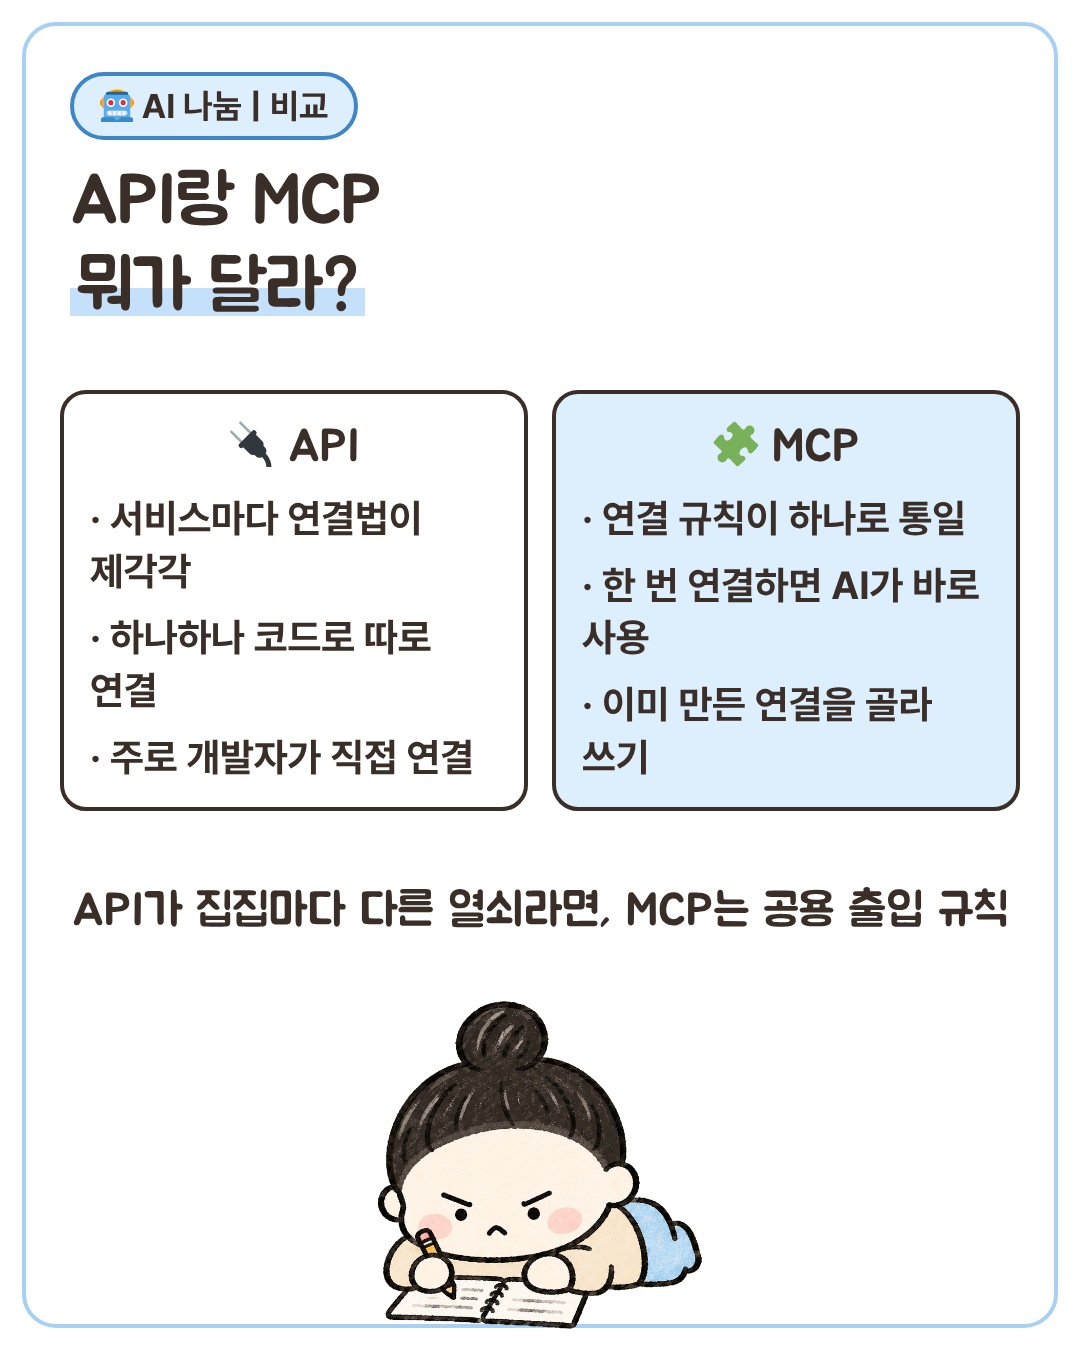 AI 나눔 | 비교
API랑 MCP
뭐가 달라?
API
· 서비스마다 연결법이
제각각
· 하나하나 코드로 따로
연결
· 주로 개발자가 직접 연결
MCP
· 연결 규칙이 하나로 통일
· 한 번 연결하면 AI가 바로
사용
· 이미 만든 연결을 골라
쓰기
API가 집집마다 다른 열쇠라면, MCP는 공용 출입 규칙